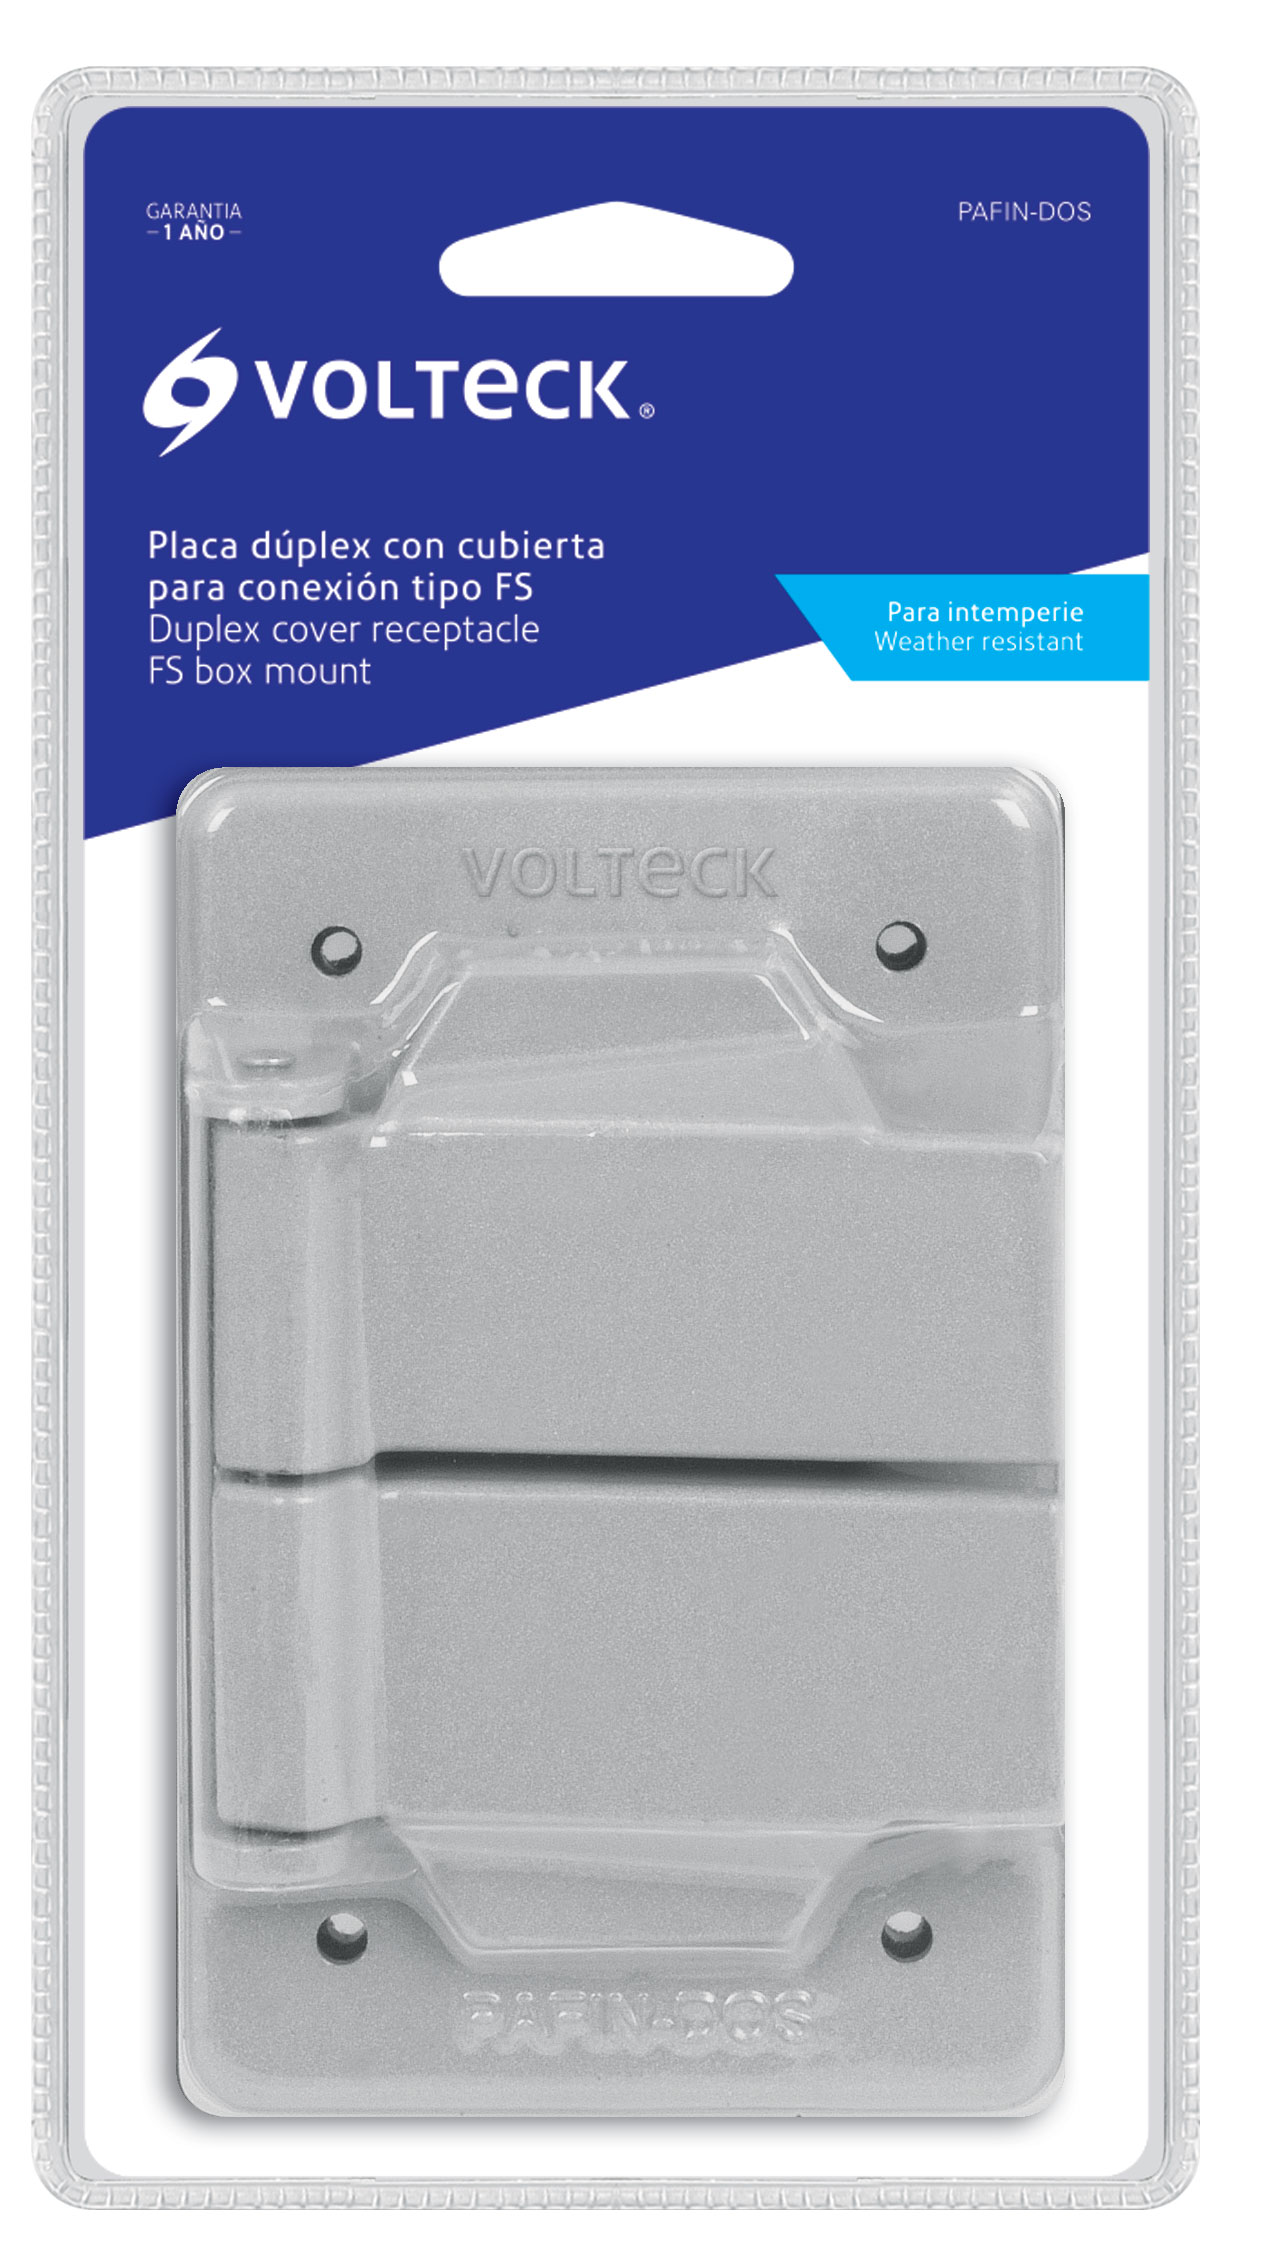 GARANTIA
1 AÑO
PAFIN-DOS
VOLTECK®
Placa dúplex con cubierta
para conexión tipo FS
Duplex cover receptacle
FS box mount
Para intemperie
Weather resistant
VOLTECK
PAFIN-DOS